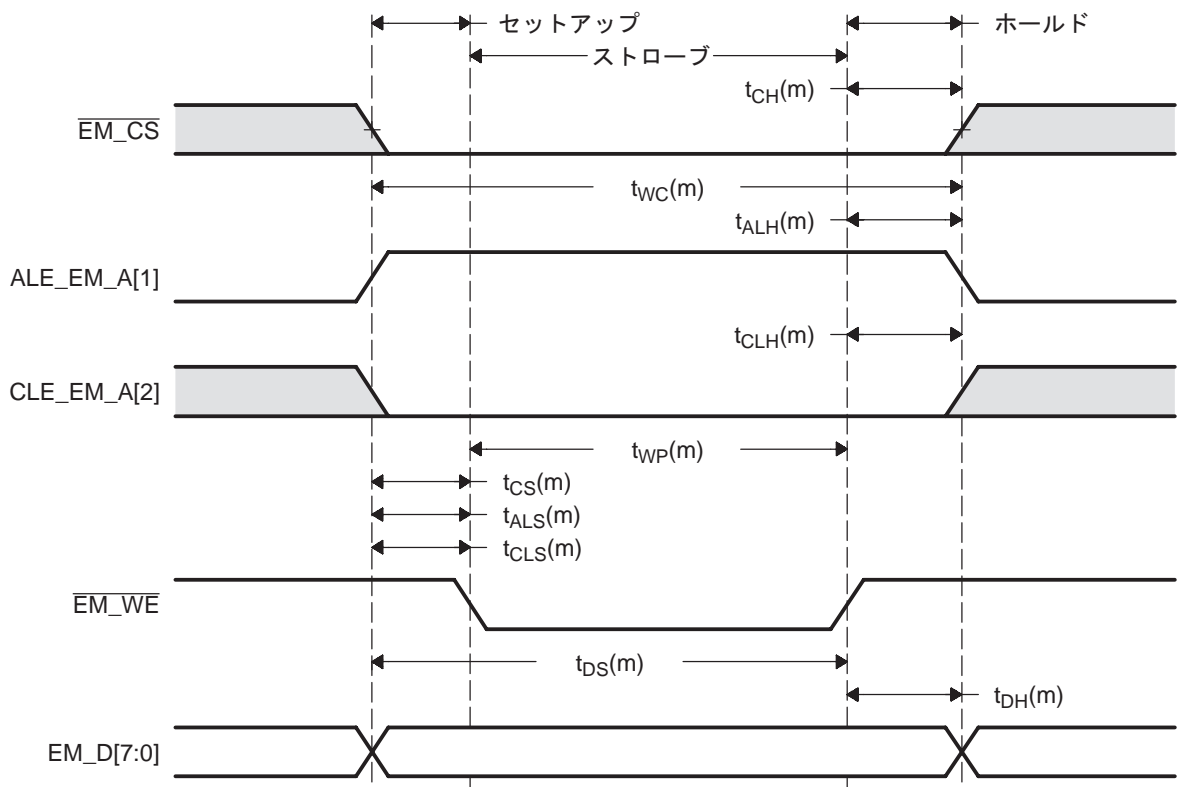 セットアップ
ホールド
ストローブ
tCH(m)
EM_CS
tWC(m)
tALH(m)
ALE_EM_A[1]
tCLH(m)
CLE_EM_A[2]
tWP(m)
tCS(m)
tALS(m)
tCLS(m)
EM_WE
tDS(m)
tDH(m)
EM_D[7:0]